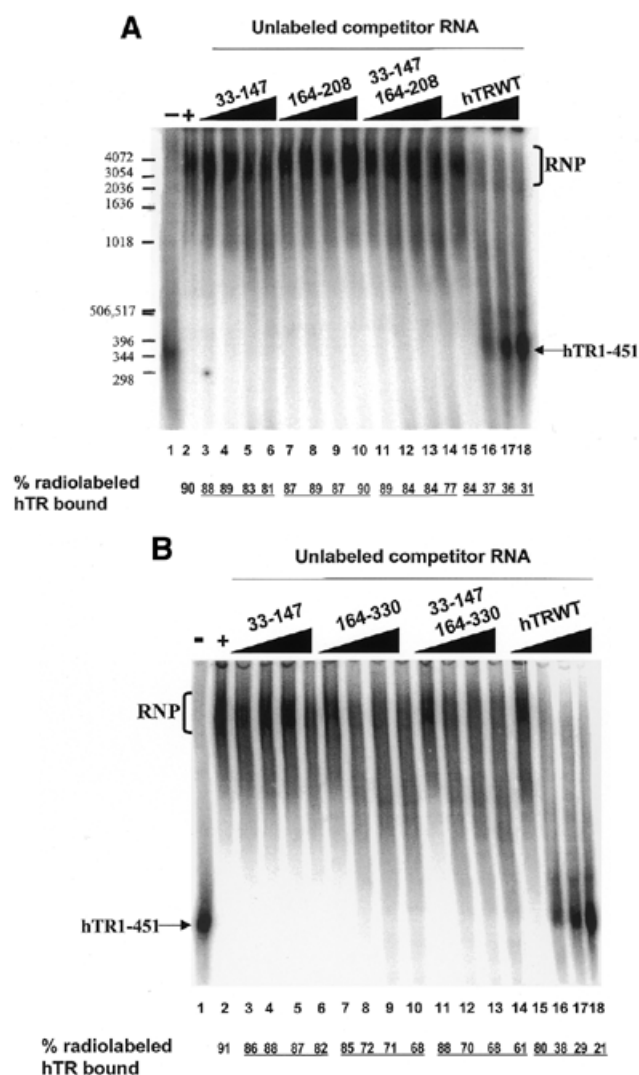 A
Unlabeled competitor RNA
33-147
164-208
33-147
164-208
hTRWT
- +
4072
3054
2036
1636
1018
506,517
396
344
298
RNP
hTR1-451
1 2 3 4 5 6 7 8 9 10 11 12 13 14 15 16 17 18
% radiolabeled
hTR bound
90 88 89 83 81 87 89 87 90 89 84 84 77 84 37 36 31
B
Unlabeled competitor RNA
33-147
164-330
33-147
164-330
hTRWT
- +
RNP
hTR1-451
1 2 3 4 5 6 7 8 9 10 11 12 13 14 15 16 17 18
% radiolabeled
hTR bound
91 86 88 87 82 85 72 71 68 88 70 68 61 80 38 29 21